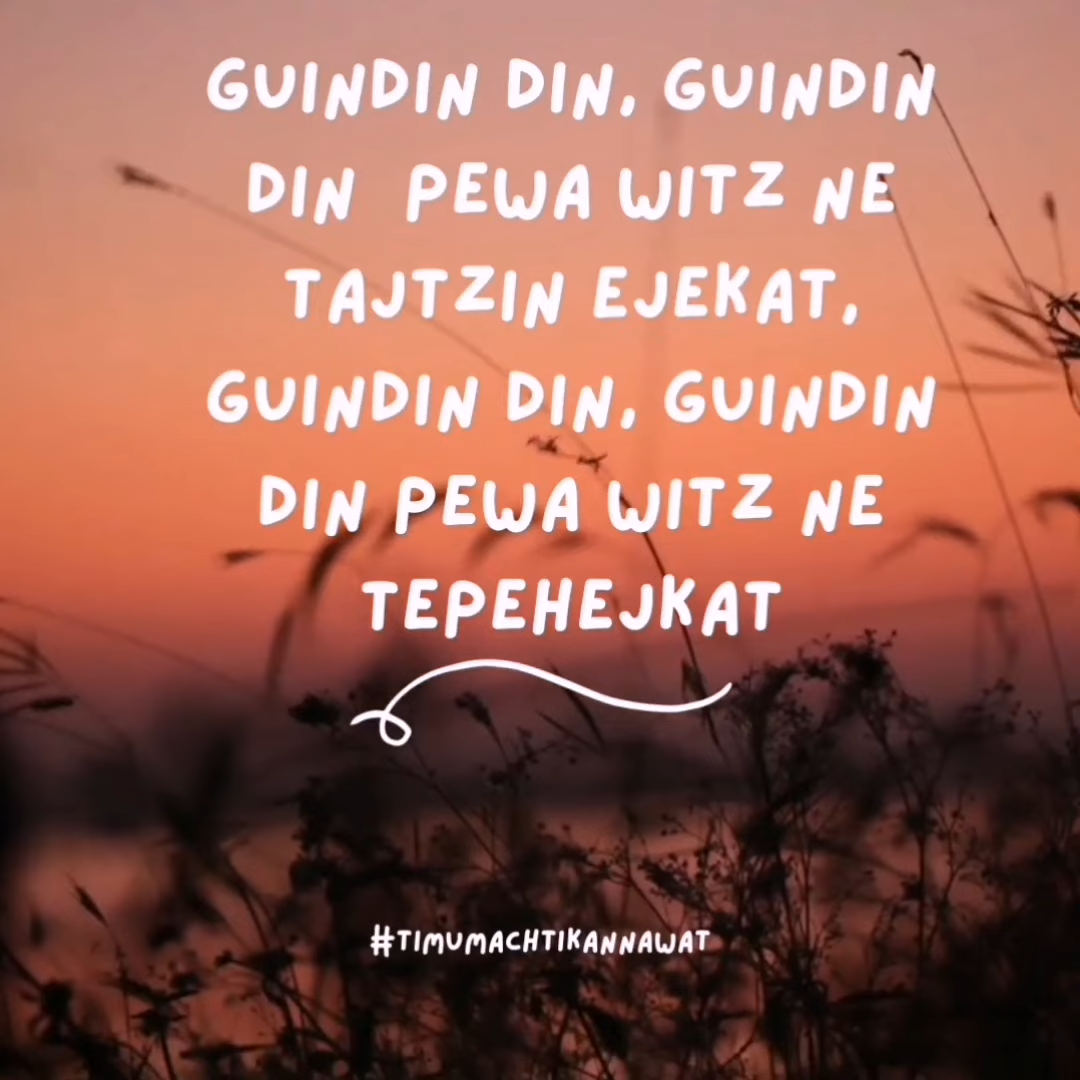 GUINDIN DIN, GUINDIN
DIN PEWA WITZ NE
TAJTZIN EJEKAT,
GUINDIN DIN, GUINDIN
DIN PEWA WITZ NE
TEPEHEJKAT
#TIMUMACHTIKANNAWAT